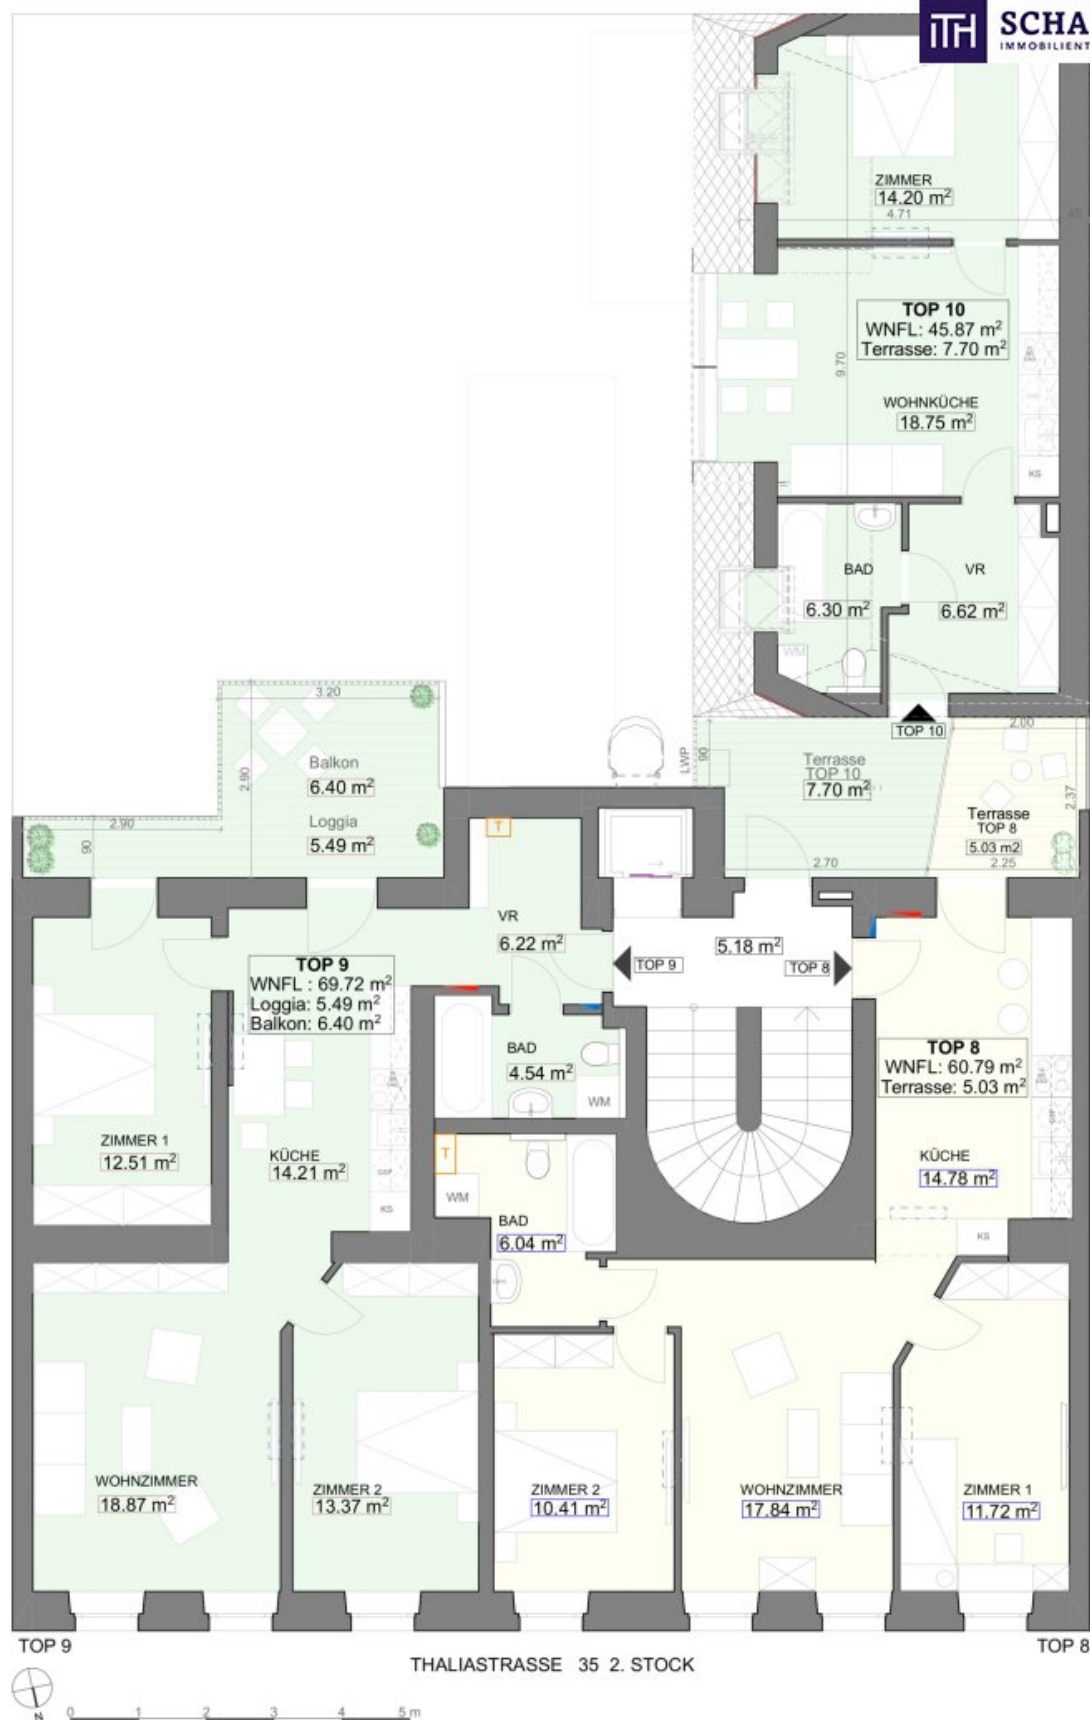 ITH SCHA
IMMOBILIENT
ZIMMER
14.20 m²
4.71
45
TOP 10
WNFL: 45.87 m²
Terrasse: 7.70 m²
9.70
WOHNKÜCHE
18.75 m²
KS
BAD
6.30 m²
VR
6.62 m²
WM
TOP 10
2.00
3.20
Balkon
6.40 m²
2.90
Loggia
5.49 m²
2.90
90
LWP
90
Terrasse
TOP 10
7.70 m²
2.70
Terrasse
TOP 8
5.03 m2
2.37
2.25
T
VR
6.22 m²
5.18 m²
TOP 9
TOP 8
TOP 9
WNFL : 69.72 m²
Loggia: 5.49 m²
Balkon: 6.40 m²
TOP 8
WNFL: 60.79 m²
Terrasse: 5.03 m²
BAD
4.54 m²
WM
ZIMMER 1
12.51 m²
KÜCHE
14.21 m²
GSP
KS
T
WM
BAD
6.04 m²
KÜCHE
14.78 m²
GSP
KS
WOHNZIMMER
18.87 m²
ZIMMER 2
13.37 m²
ZIMMER 2
10.41 m²
WOHNZIMMER
17.84 m²
ZIMMER 1
11.72 m²
TOP 9
TOP 8
THALIASTRASSE 35 2. STOCK
N
0 1 2 3 4 5 m